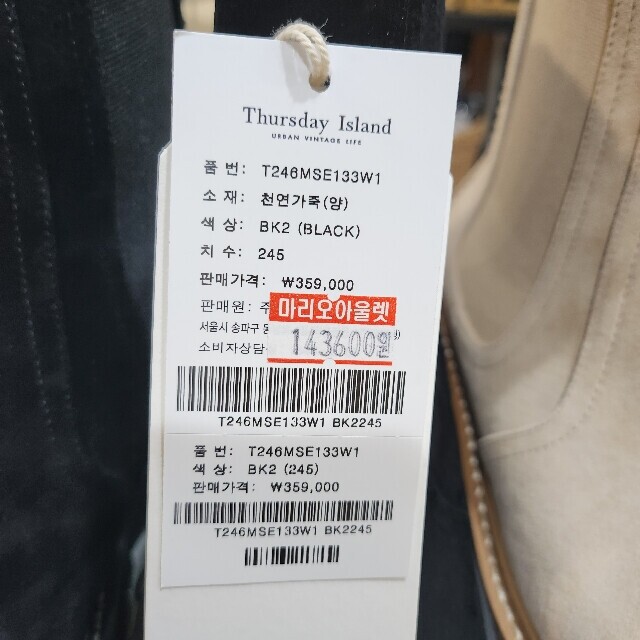 Thursday Island
URBAN VINTAGE LIFE
품 번: T246MSE133W1
소 재: 천연가죽(양)
색 상: BK2 (BLACK)
치 수: 245
판매가격: ₩359,000
판매원: 주
마리오아울렛
서울시 송파구
143600원
소비자상담
T246MSE133W1 BK2245
품 번: T246MSE133W1
색 상: BK2 (245)
판매가격: ₩359,000
T246MSE133W1 BK2245